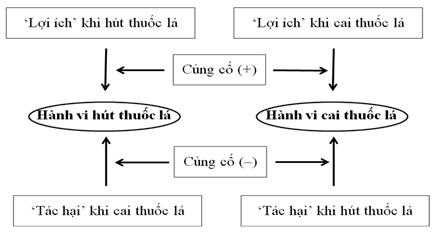 ‘Lợi ích’ khi hút thuốc lá
‘Lợi ích’ khi cai thuốc lá
Củng cố (+)
Hành vi hút thuốc lá
Hành vi cai thuốc lá
Củng cố (–)
‘Tác hại’ khi cai thuốc lá
‘Tác hại’ khi hút thuốc lá